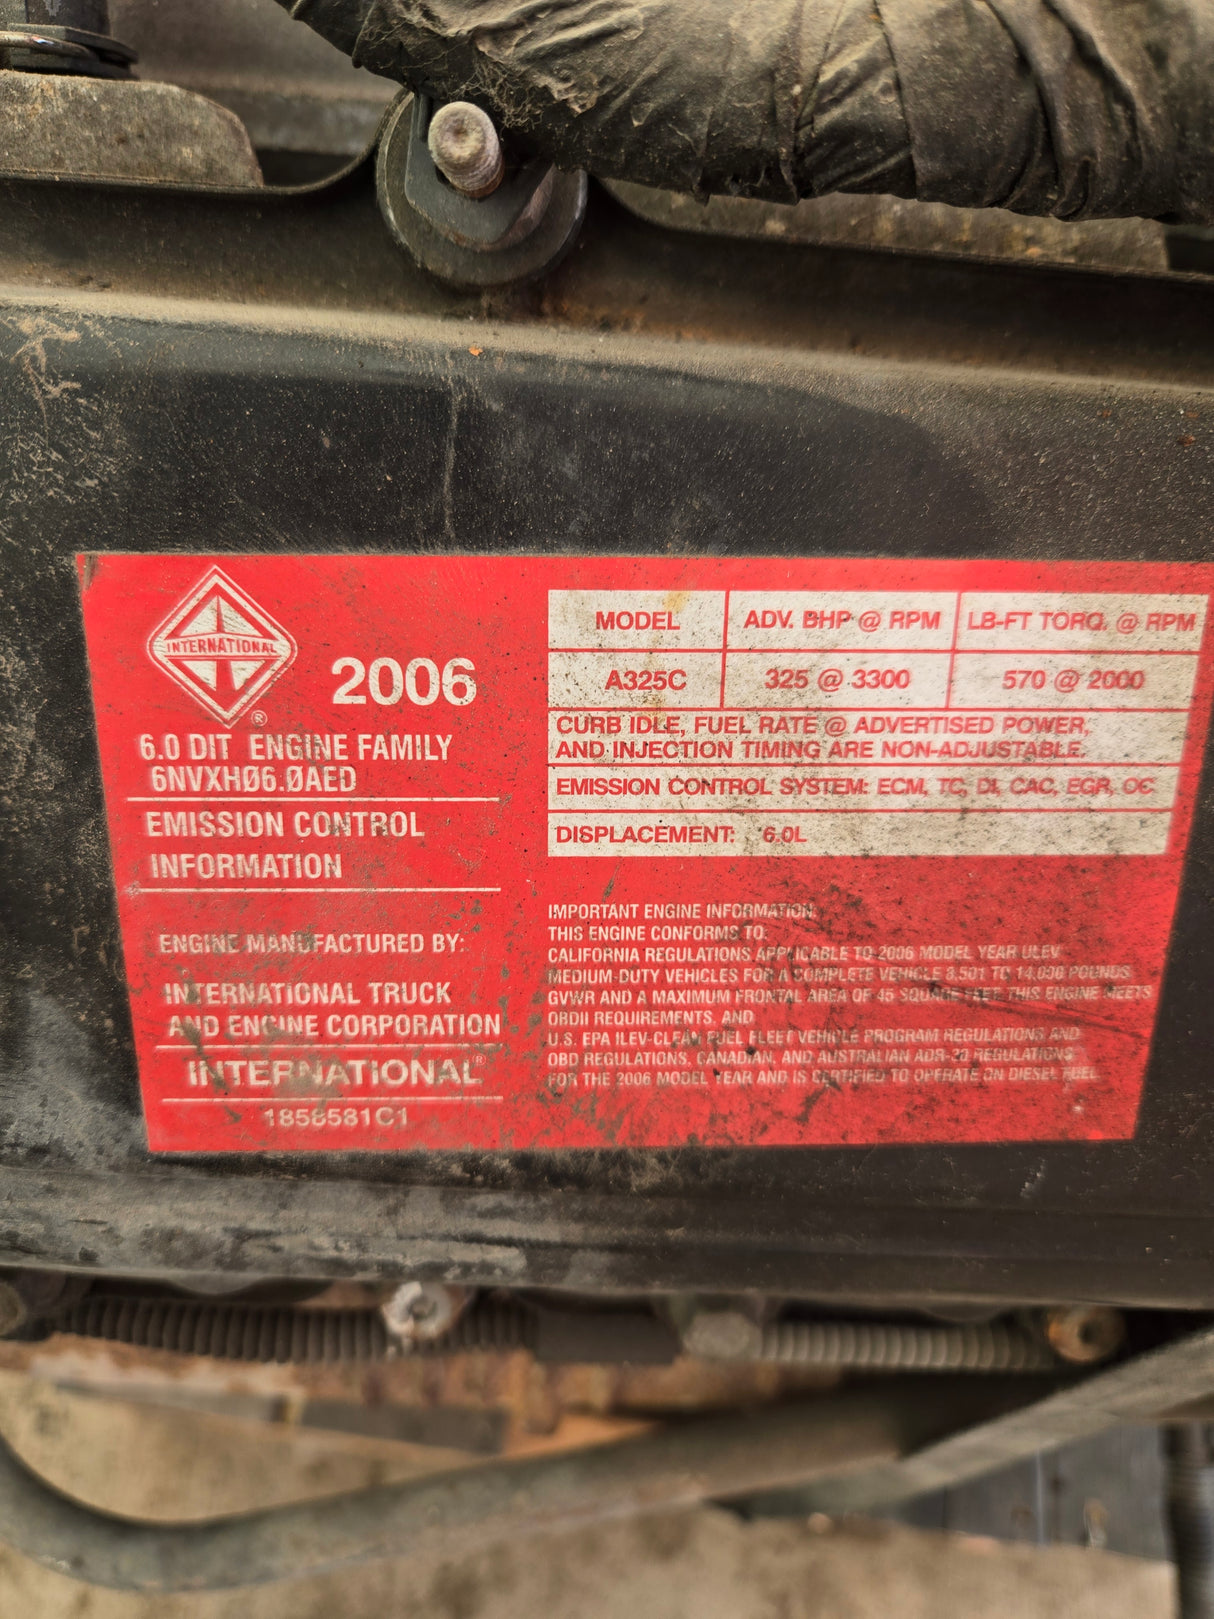 INTERNATIONAL
®
2006
6.0 DIT ENGINE FAMILY
6NVXHØ6.ØAED
EMISSION CONTROL
INFORMATION
ENGINE MANUFACTURED BY:
INTERNATIONAL TRUCK
AND ENGINE CORPORATION
INTERNATIONAL®
1858581C1
MODEL ADV. BHP @ RPM LB-FT TORQ. @ RPM
A325C 325 @ 3300 570 @ 2000
CURB IDLE, FUEL RATE @ ADVERTISED POWER,
AND INJECTION TIMING ARE NON-ADJUSTABLE.
EMISSION CONTROL SYSTEM: ECM, TC, DI, CAC, EGR, OC
DISPLACEMENT: 6.0L
IMPORTANT ENGINE INFORMATION:
THIS ENGINE CONFORMS TO:
CALIFORNIA REGULATIONS APPLICABLE TO 2006 MODEL YEAR ULEV
MEDIUM-DUTY VEHICLES FOR A COMPLETE VEHICLE 8,501 TO 14,000 POUNDS
GVWR AND A MAXIMUM FRONTAL AREA OF 45 SQUARE FEET. THIS ENGINE MEETS
OBDII REQUIREMENTS, AND
U.S. EPA ILEV-CLEAN FUEL FLEET VEHICLE PROGRAM REGULATIONS AND
OBD REGULATIONS, CANADIAN, AND AUSTRALIAN ADR-30 REGULATIONS
FOR THE 2006 MODEL YEAR AND IS CERTIFIED TO OPERATE ON DIESEL FUEL